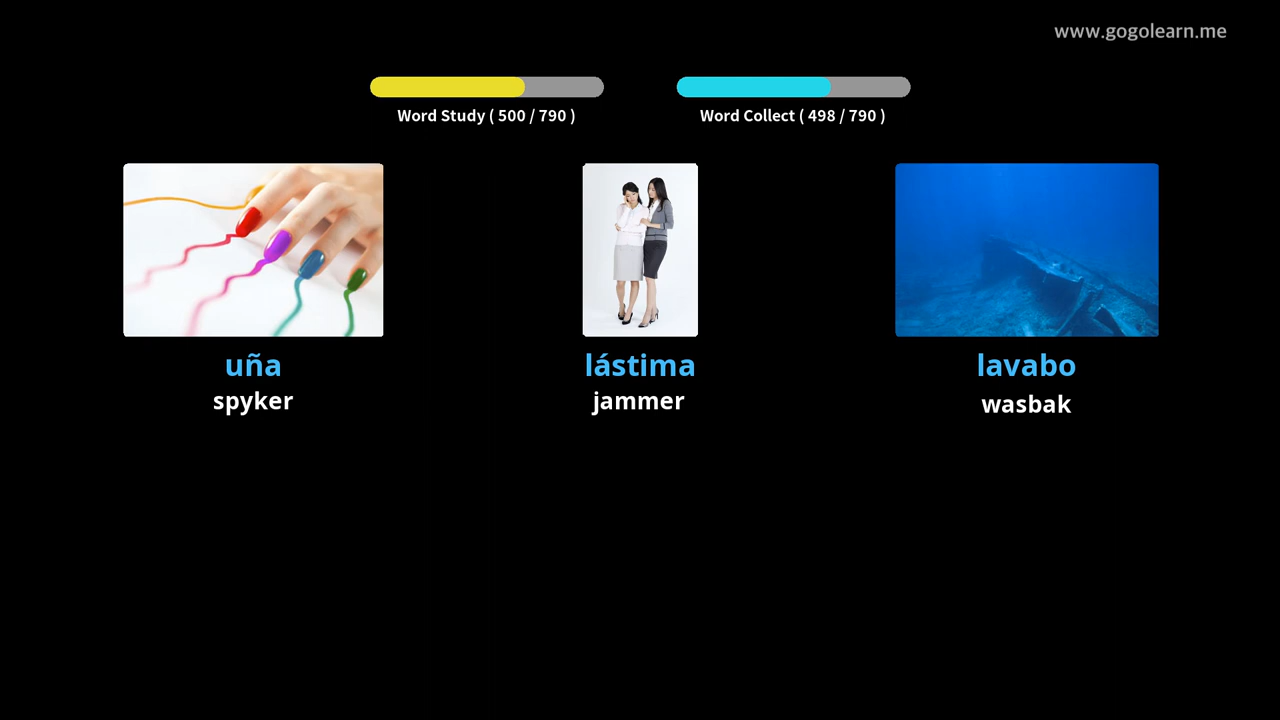 www.gogolearn.me
Word Study ( 500 / 790 )
Word Collect ( 498 / 790 )
uña
spyker
lástima
jammer
lavabo
wasbak